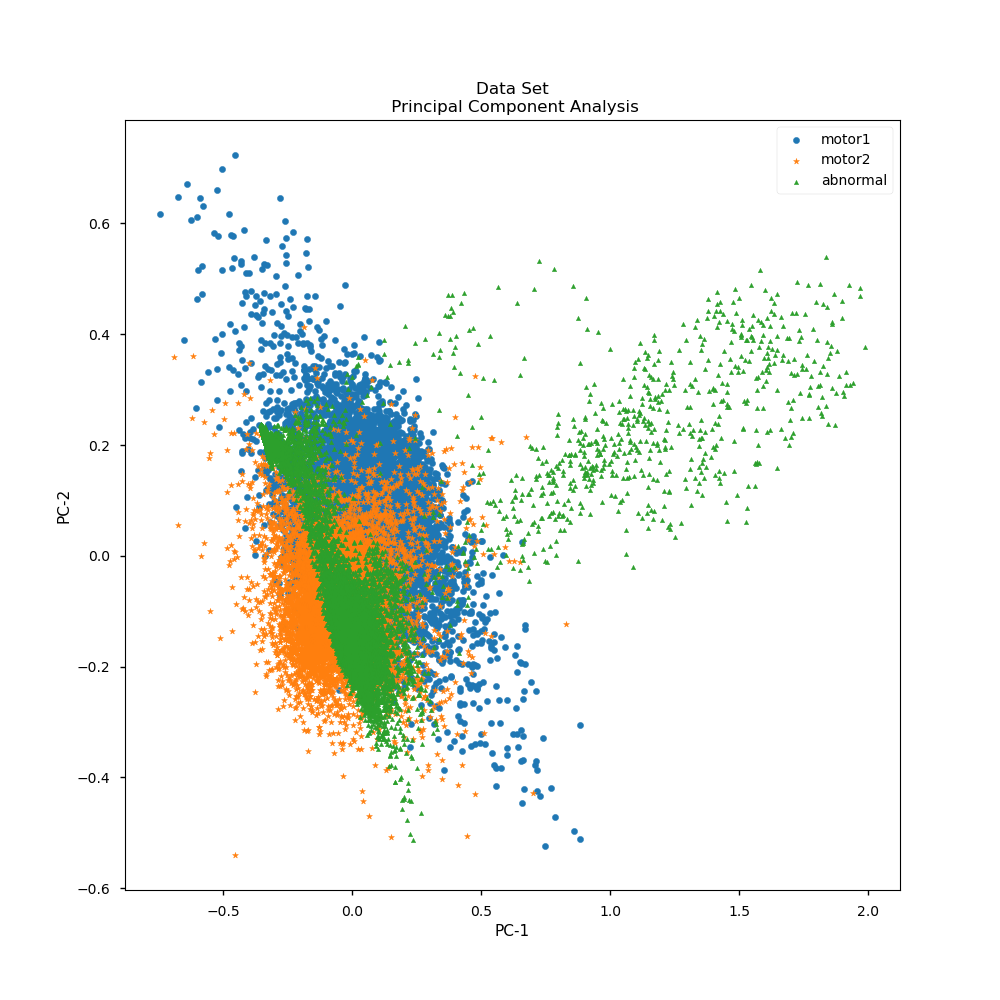 Data Set
Principal Component Analysis
motor1
motor2
abnormal
0.6
0.4
0.2
0.0
−0.2
−0.4
−0.6
PC-2
−0.5
0.0
0.5
1.0
1.5
2.0
PC-1